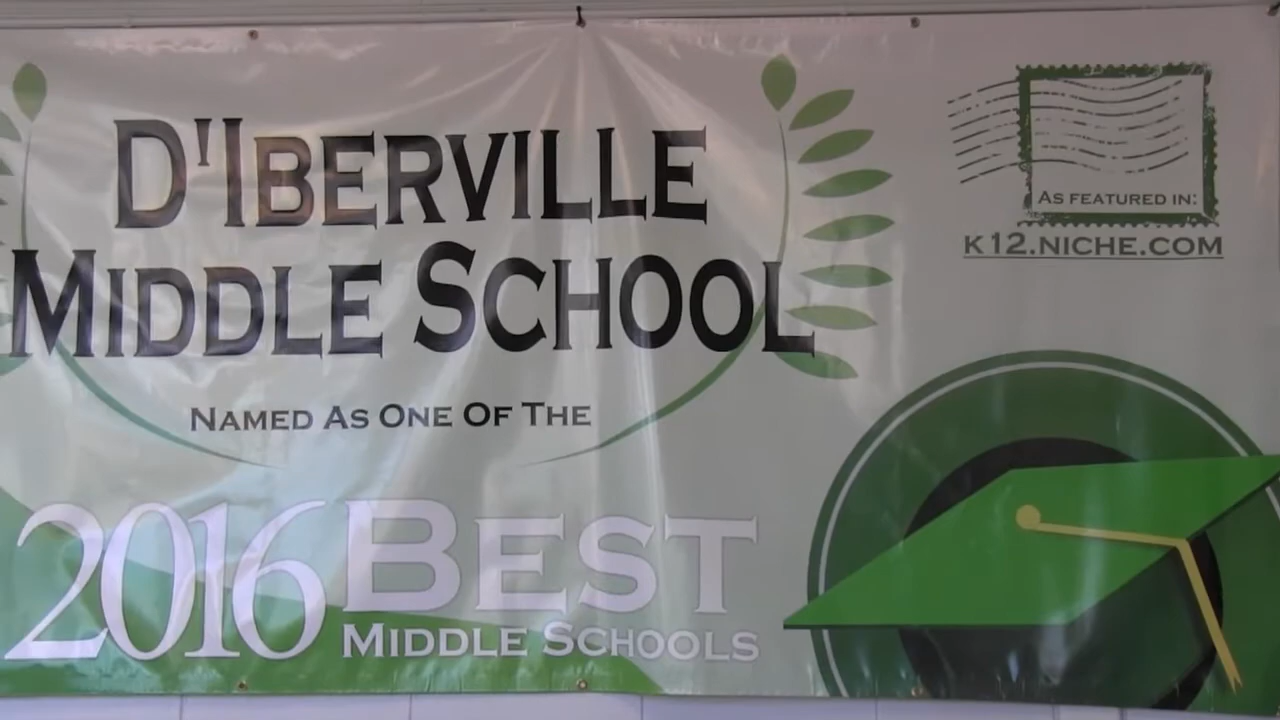 D'IBERVILLE
MIDDLE SCHOOL
NAMED AS ONE OF THE
2016 BEST
MIDDLE SCHOOLS
AS FEATURED IN:
K12.NICHE.COM